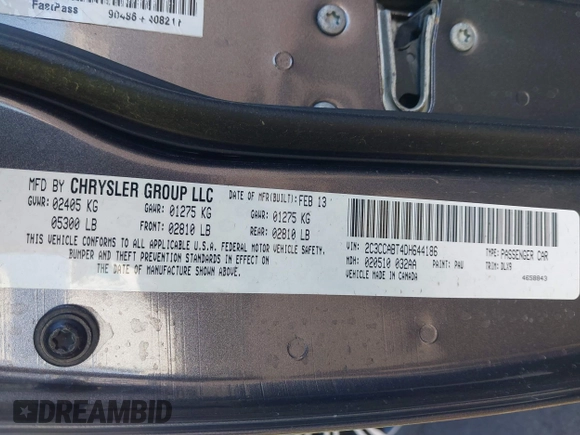 FastPass
MFD BY CHRYSLER GROUP LLC
DATE OF MFR(BUILT):FEB 13
GVWR: 02405 KG GAWR: 01275 KG GAWR: 01275 KG
05300 LB FRONT: 02810 LB REAR: 02810 LB
THIS VEHICLE CONFORMS TO ALL APPLICABLE U.S.A. FEDERAL MOTOR VEHICLE SAFETY,
BUMPER AND THEFT PREVENTION STANDARDS IN EFFECT ON
THE DATE OF MANUFACTURE SHOWN ABOVE.
VIN: 2C3CCABT4DH644186 TYPE: PASSENGER CAR
MDH: 020510 032AA PAINT: PAU TRIM: DLX9
VEHICLE MADE IN CANADA 4658843
DREAMBID